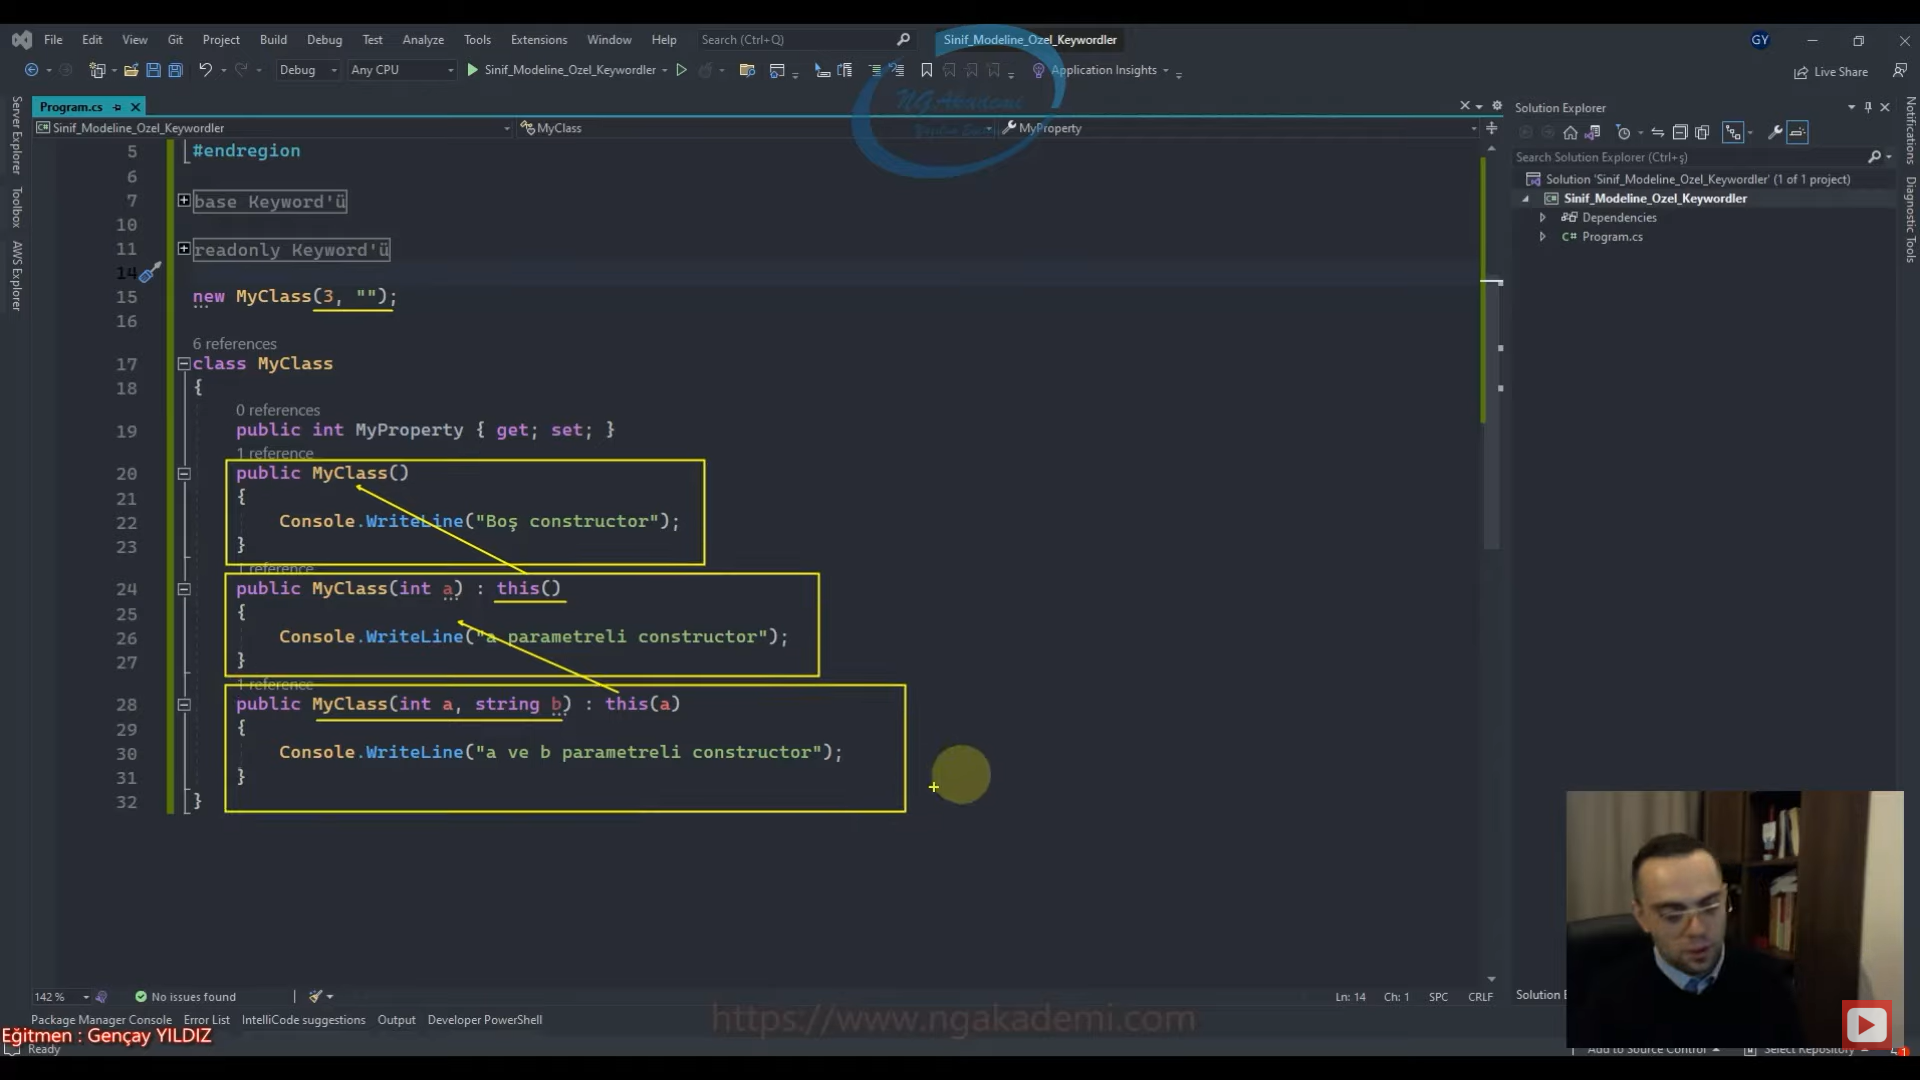 File Edit View Git Project Build Debug Test Analyze Tools Extensions Window Help Search (Ctrl+Q) Sinif_Modeline_Ozel_Keywordler GY
Debug Any CPU Sinif_Modeline_Ozel_Keywordler Application Insights Live Share
Server Explorer
Toolbox
AWS Explorer
Program.cs
Sinif_Modeline_Ozel_Keywordler MyClass MyProperty
NGAkademi
5 #endregion
6
7 base Keyword'ü
10
11 readonly Keyword'ü
14
15 new MyClass(3, "");
16
6 references
17 class MyClass
18 {
0 references
19 public int MyProperty { get; set; }
1 reference
20 public MyClass()
21 {
22 Console.WriteLine("Boş constructor");
23 }
1 reference
24 public MyClass(int a) : this()
25 {
26 Console.WriteLine("a parametreli constructor");
27 }
1 reference
28 public MyClass(int a, string b) : this(a)
29 {
30 Console.WriteLine("a ve b parametreli constructor");
31 }
32 }
Solution Explorer
Search Solution Explorer (Ctrl+ş)
Solution 'Sinif_Modeline_Ozel_Keywordler' (1 of 1 project)
Sinif_Modeline_Ozel_Keywordler
Dependencies
C# Program.cs
Notifications
Diagnostic Tools
142 % No issues found Ln: 14 Ch: 1 SPC CRLF
Solution E
Package Manager Console Error List IntelliCode suggestions Output Developer PowerShell
https://www.ngakademi.com
Eğitmen : Gençay YILDIZ
Ready Add to Source Control Select Repository 1